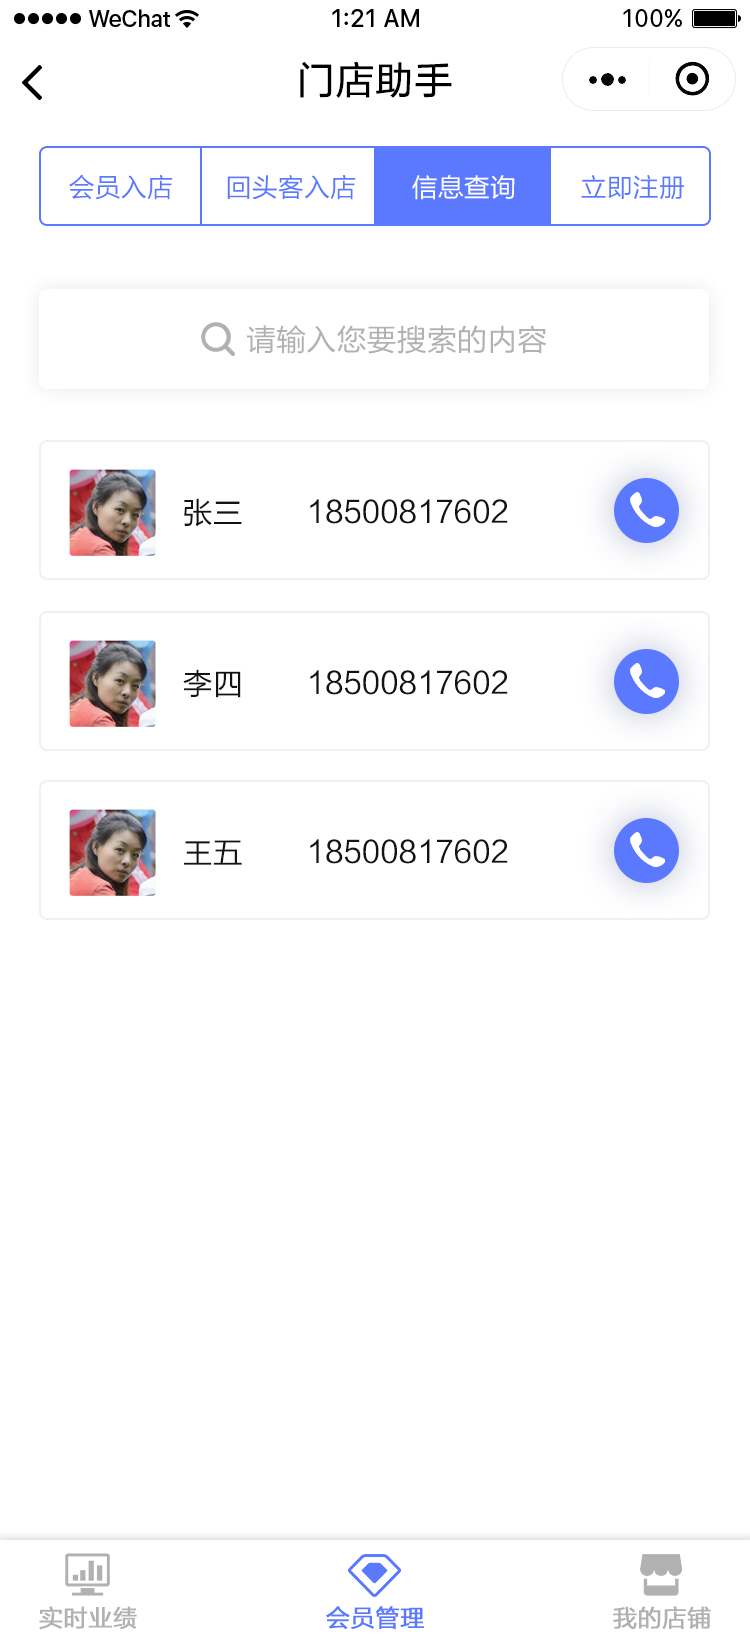 WeChat 1:21 AM 100%
门店助手
会员入店 回头客入店 信息查询 立即注册
请输入您要搜索的内容
张三 18500817602
李四 18500817602
王五 18500817602
实时业绩 会员管理 我的店铺